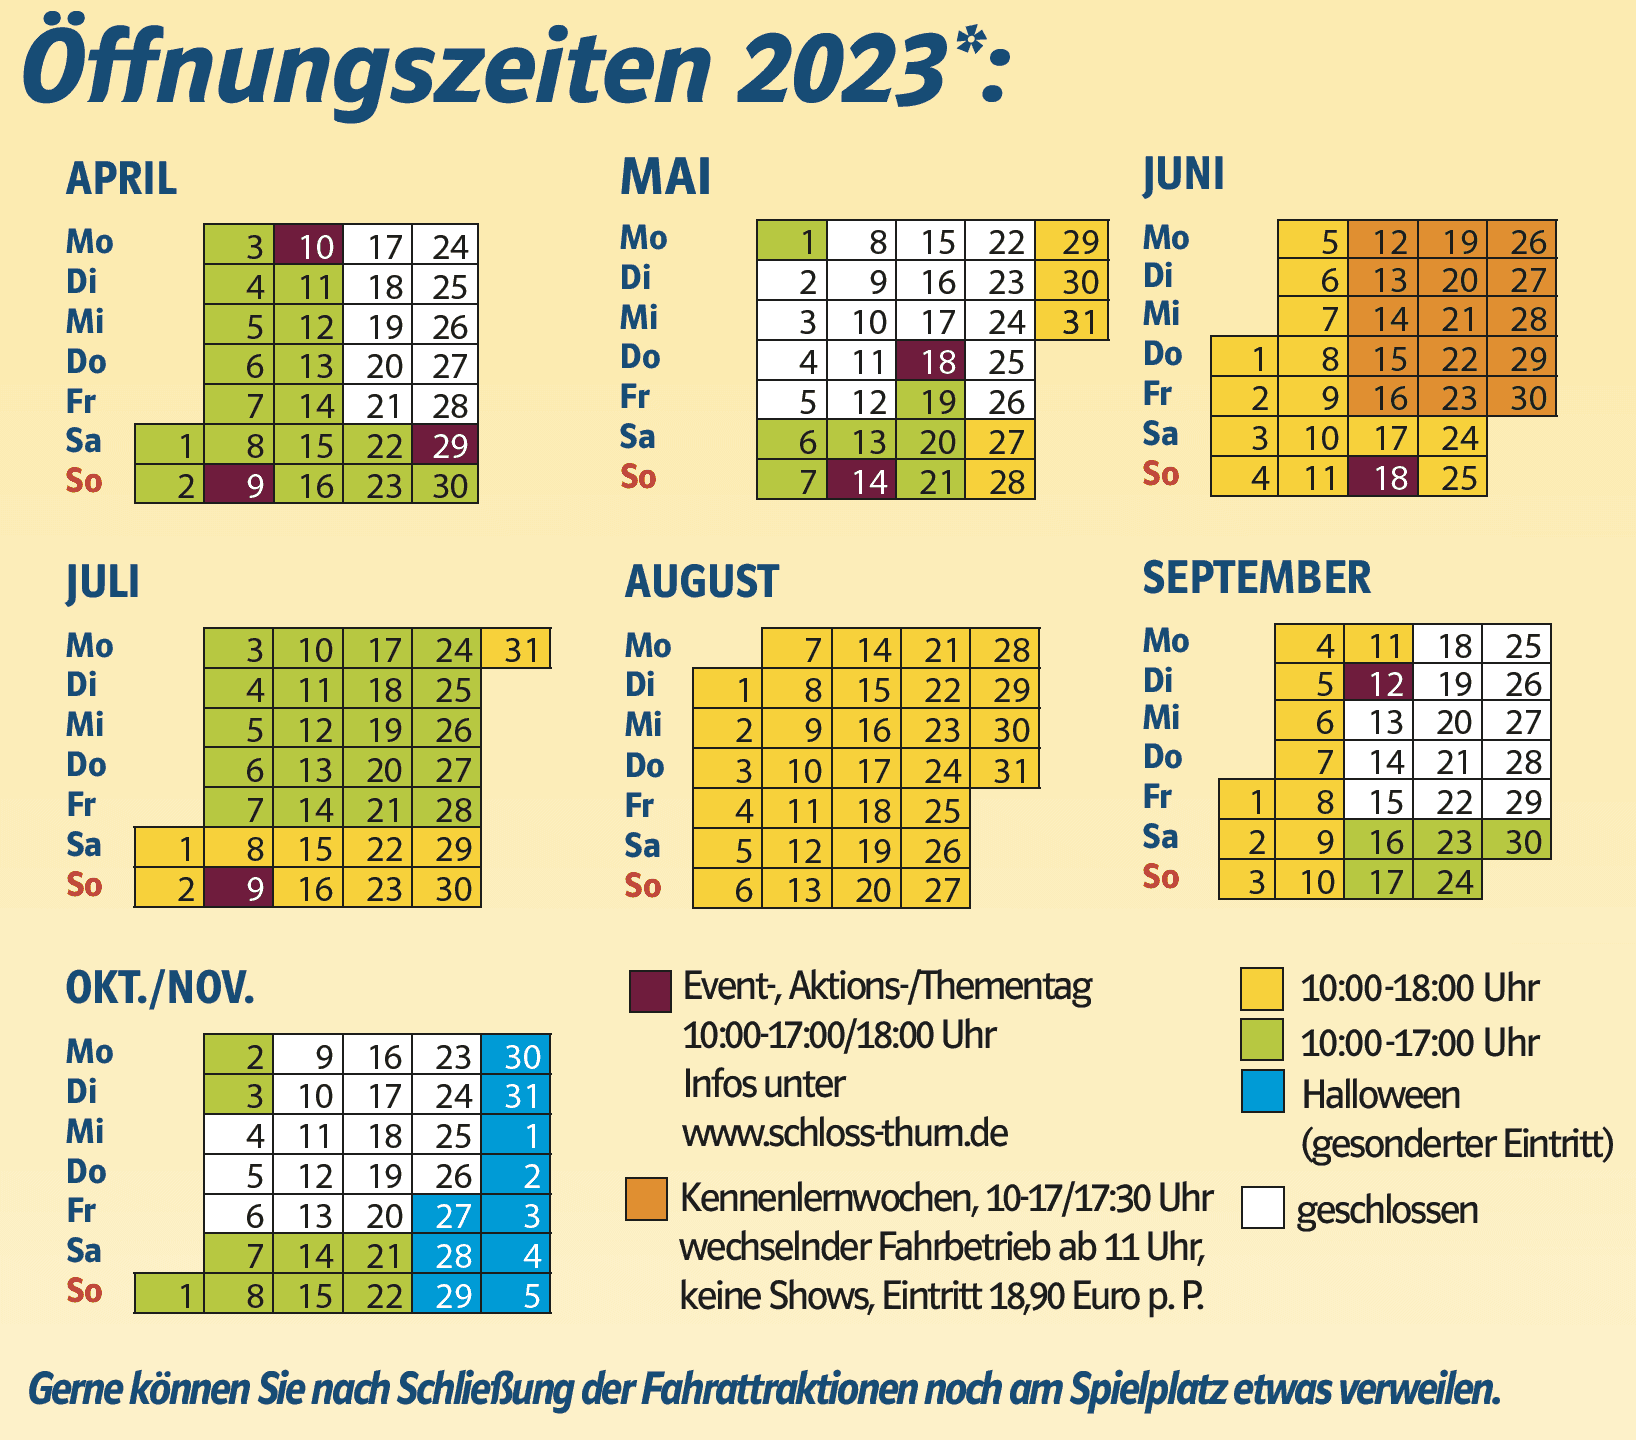 Öffnungszeiten 2023*:
APRIL
Mo 3 10 17 24
Di 4 11 18 25
Mi 5 12 19 26
Do 6 13 20 27
Fr 7 14 21 28
Sa 1 8 15 22 29
So 2 9 16 23 30
MAI
Mo 1 8 15 22 29
Di 2 9 16 23 30
Mi 3 10 17 24 31
Do 4 11 18 25
Fr 5 12 19 26
Sa 6 13 20 27
So 7 14 21 28
JUNI
Mo 5 12 19 26
Di 6 13 20 27
Mi 7 14 21 28
Do 1 8 15 22 29
Fr 2 9 16 23 30
Sa 3 10 17 24
So 4 11 18 25
JULI
Mo 3 10 17 24 31
Di 4 11 18 25
Mi 5 12 19 26
Do 6 13 20 27
Fr 7 14 21 28
Sa 1 8 15 22 29
So 2 9 16 23 30
AUGUST
Mo 7 14 21 28
Di 1 8 15 22 29
Mi 2 9 16 23 30
Do 3 10 17 24 31
Fr 4 11 18 25
Sa 5 12 19 26
So 6 13 20 27
SEPTEMBER
Mo 4 11 18 25
Di 5 12 19 26
Mi 6 13 20 27
Do 7 14 21 28
Fr 1 8 15 22 29
Sa 2 9 16 23 30
So 3 10 17 24
OKT./NOV.
Mo 2 9 16 23 30
Di 3 10 17 24 31
Mi 4 11 18 25 1
Do 5 12 19 26 2
Fr 6 13 20 27 3
Sa 7 14 21 28 4
So 1 8 15 22 29 5
Event-, Aktions-/Thementag
10:00-17:00/18:00 Uhr
Infos unter
www.schloss-thurn.de
Kennenlernwochen, 10-17/17:30 Uhr
wechselnder Fahrbetrieb ab 11 Uhr,
keine Shows, Eintritt 18,90 Euro p. P.
10:00-18:00 Uhr
10:00-17:00 Uhr
Halloween
(gesonderter Eintritt)
geschlossen
Gerne können Sie nach Schließung der Fahrattraktionen noch am Spielplatz etwas verweilen.